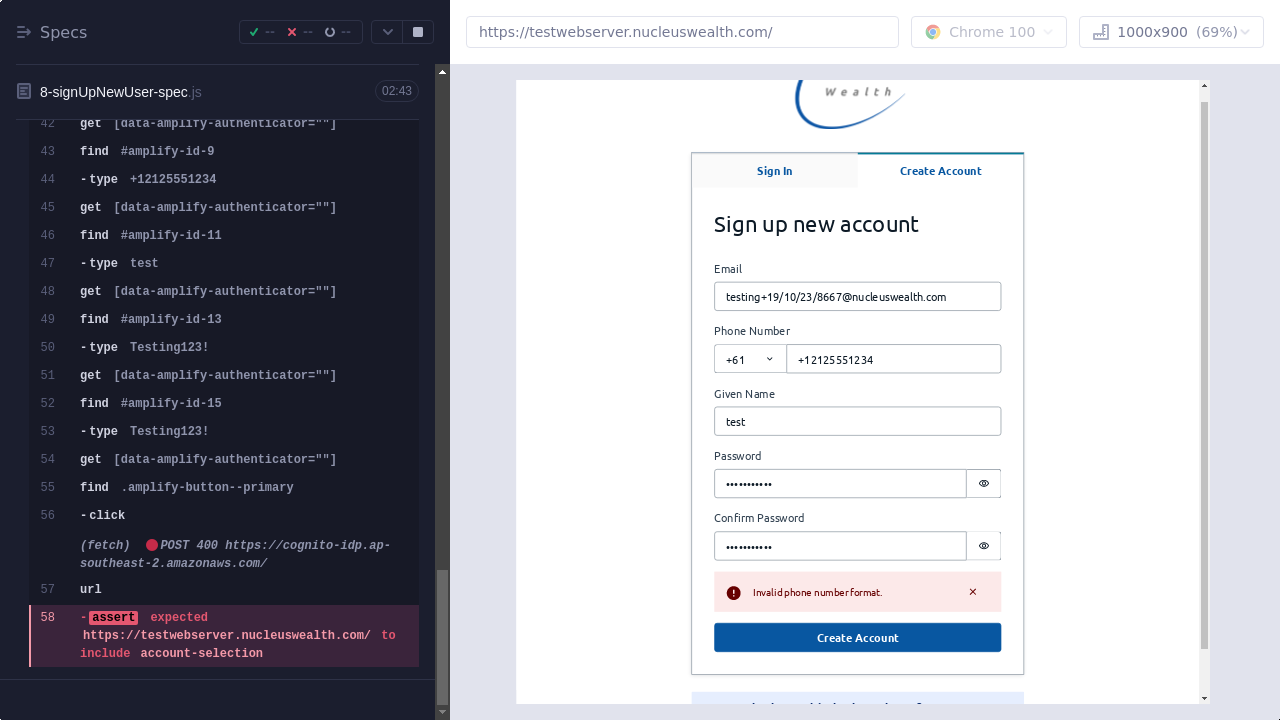 Specs
-- -- --
https://testwebserver.nucleuswealth.com/
Chrome 100
1000x900 (69%)
8-signUpNewUser-spec.js
02:43
42 get [data-amplify-authenticator=""]
43 find #amplify-id-9
44 -type +12125551234
45 get [data-amplify-authenticator=""]
46 find #amplify-id-11
47 -type test
48 get [data-amplify-authenticator=""]
49 find #amplify-id-13
50 -type Testing123!
51 get [data-amplify-authenticator=""]
52 find #amplify-id-15
53 -type Testing123!
54 get [data-amplify-authenticator=""]
55 find .amplify-button--primary
56 -click
(fetch) POST 400 https://cognito-idp.ap-
southeast-2.amazonaws.com/
57 url
58 -assert expected
https://testwebserver.nucleuswealth.com/ to
include account-selection
Wealth
Sign In
Create Account
Sign up new account
Email
testing+19/10/23/8667@nucleuswealth.com
Phone Number
+61
+12125551234
Given Name
test
Password
•••••••••••
Confirm Password
•••••••••••
Invalid phone number format.
×
Create Account